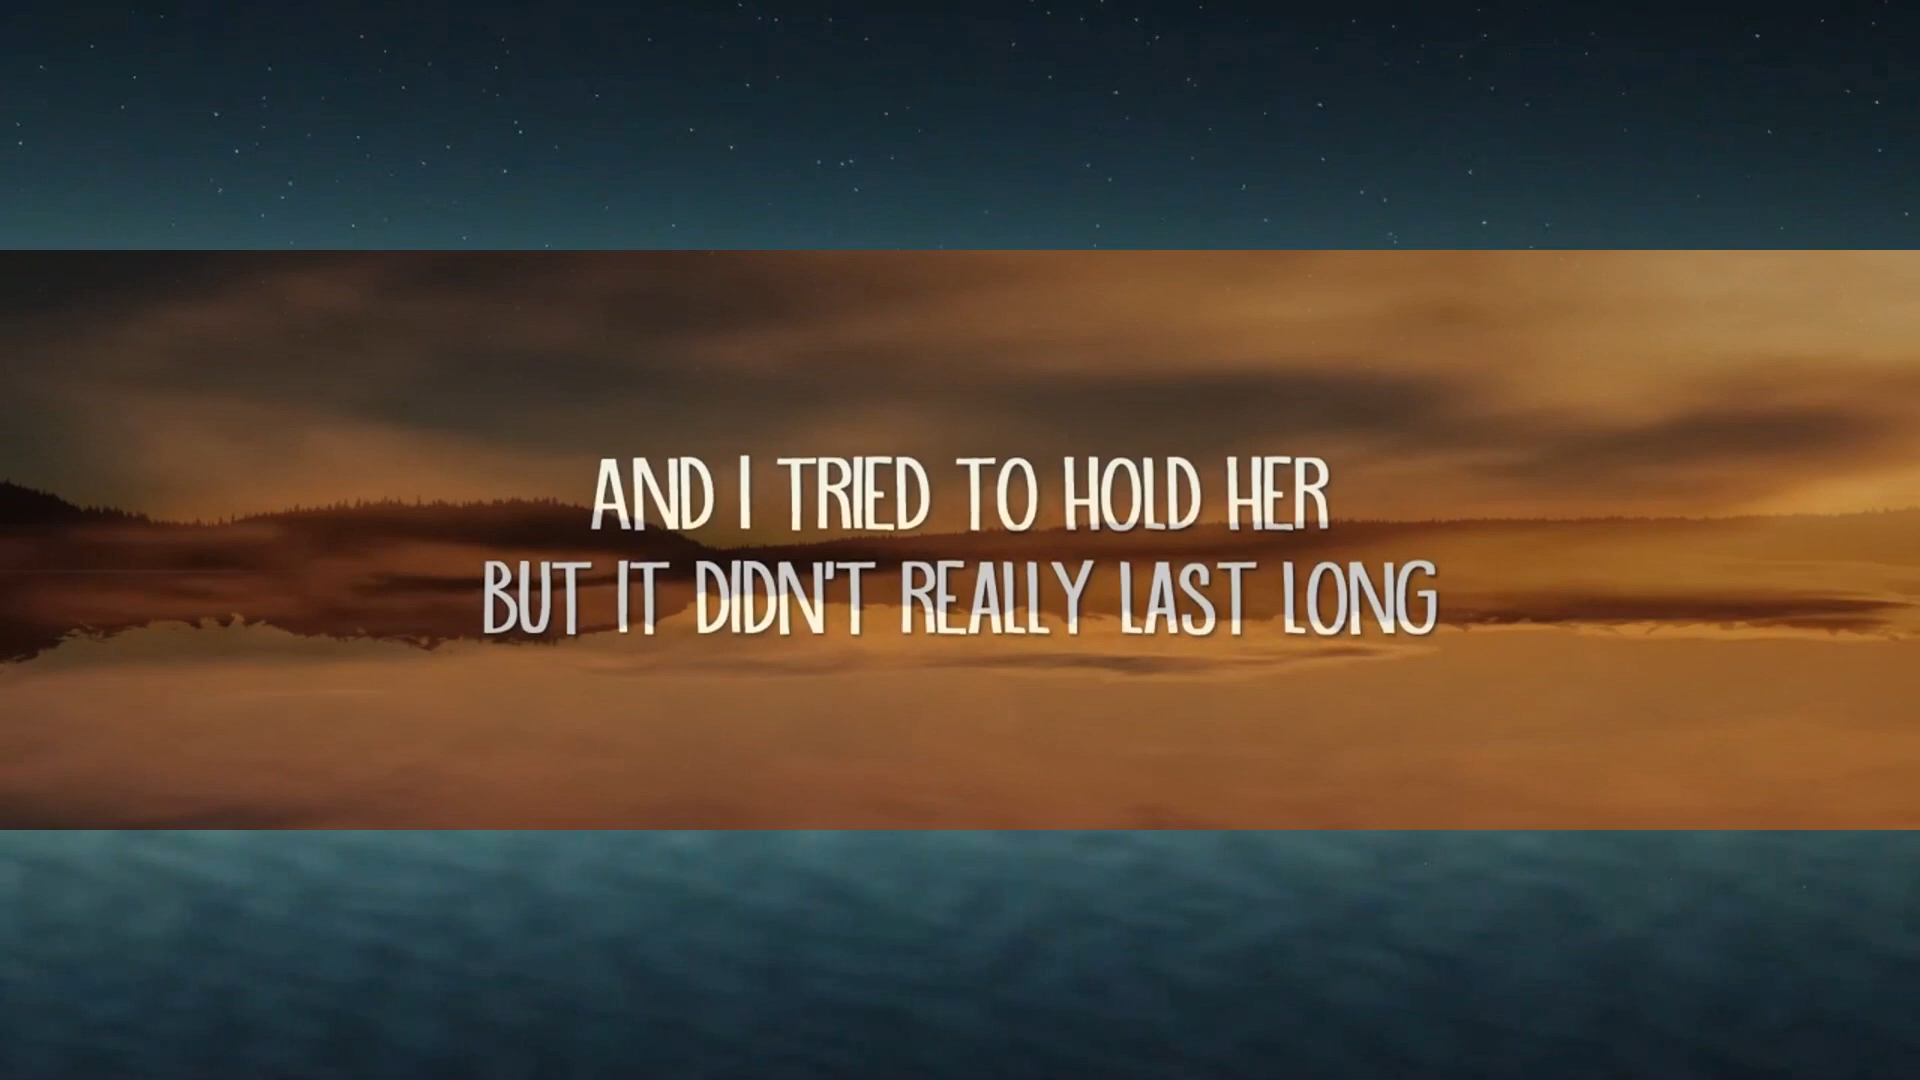 AND I TRIED TO HOLD HER
BUT IT DIDN'T REALLY LAST LONG